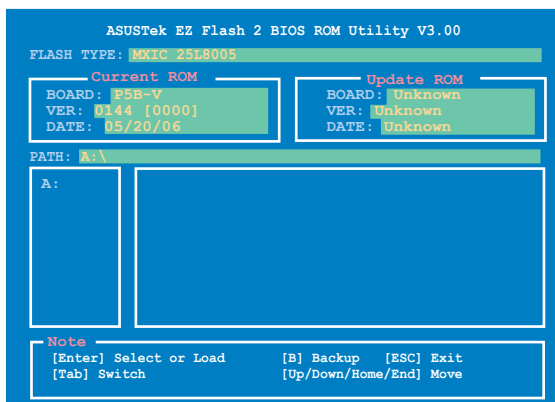 ASUSTek EZ Flash 2 BIOS ROM Utility V3.00
FLASH TYPE: MXIC 25L8005
Current ROM
BOARD: P5B-V
VER: 0144 [0000]
DATE: 05/20/06
Update ROM
BOARD: Unknown
VER: Unknown
DATE: Unknown
PATH: A:\
A:
Note
[Enter] Select or Load [B] Backup [ESC] Exit
[Tab] Switch [Up/Down/Home/End] Move